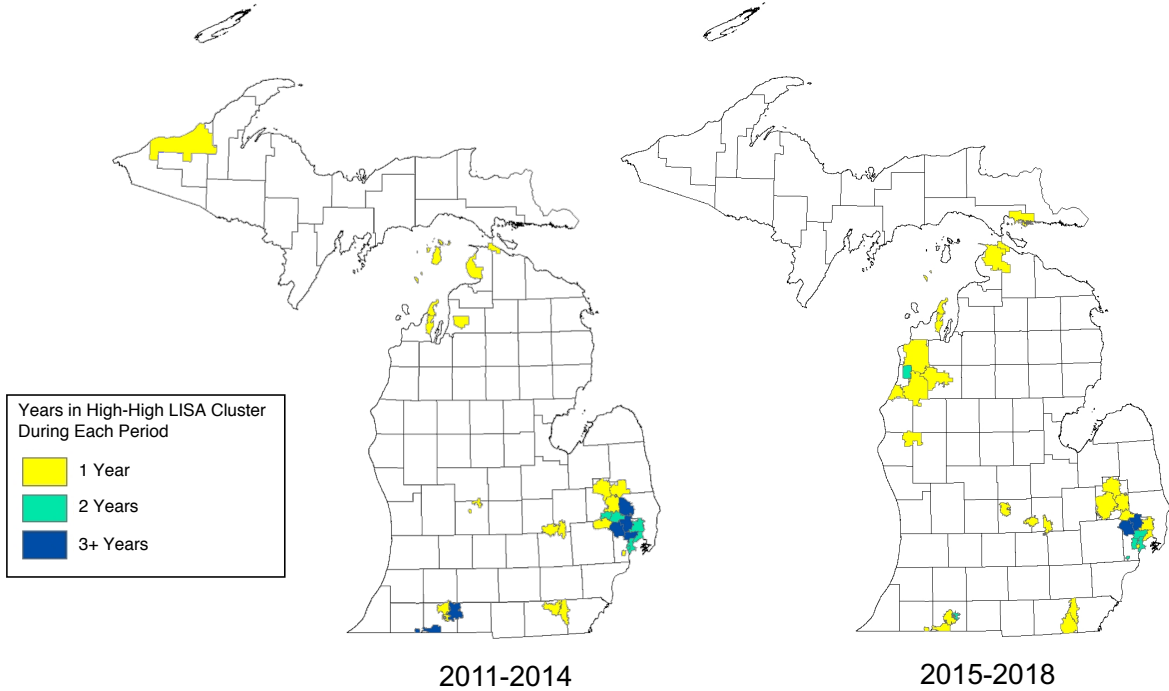 Years in High-High LISA Cluster
During Each Period
1 Year
2 Years
3+ Years
2011-2014
2015-2018